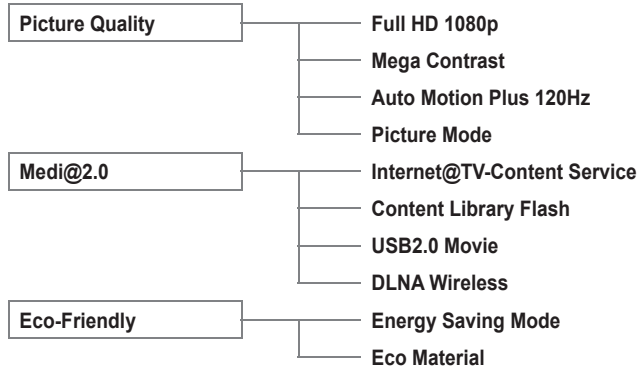 Picture Quality
Full HD 1080p
Mega Contrast
Auto Motion Plus 120Hz
Picture Mode
Medi@2.0
Internet@TV-Content Service
Content Library Flash
USB2.0 Movie
DLNA Wireless
Eco-Friendly
Energy Saving Mode
Eco Material